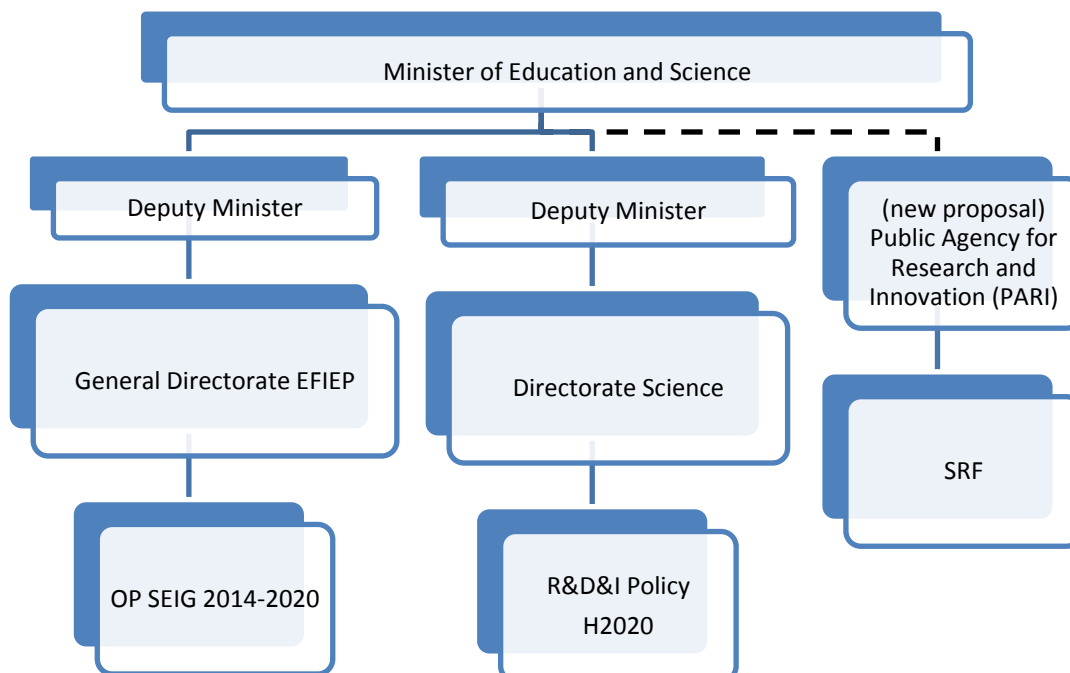 Minister of Education and Science
Deputy Minister
Deputy Minister
(new proposal)
Public Agency for
Research and
Innovation (PARI)
General Directorate EFIEP
Directorate Science
SRF
OP SEIG 2014-2020
R&D&I Policy
H2020